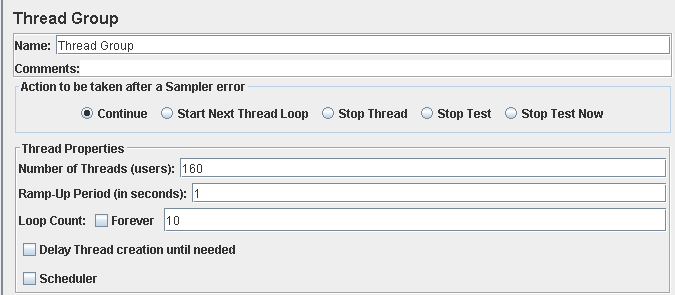 Thread Group
Name: Thread Group
Comments:
Action to be taken after a Sampler error
Continue Start Next Thread Loop Stop Thread Stop Test Stop Test Now
Thread Properties
Number of Threads (users): 160
Ramp-Up Period (in seconds): 1
Loop Count: Forever 10
Delay Thread creation until needed
Scheduler